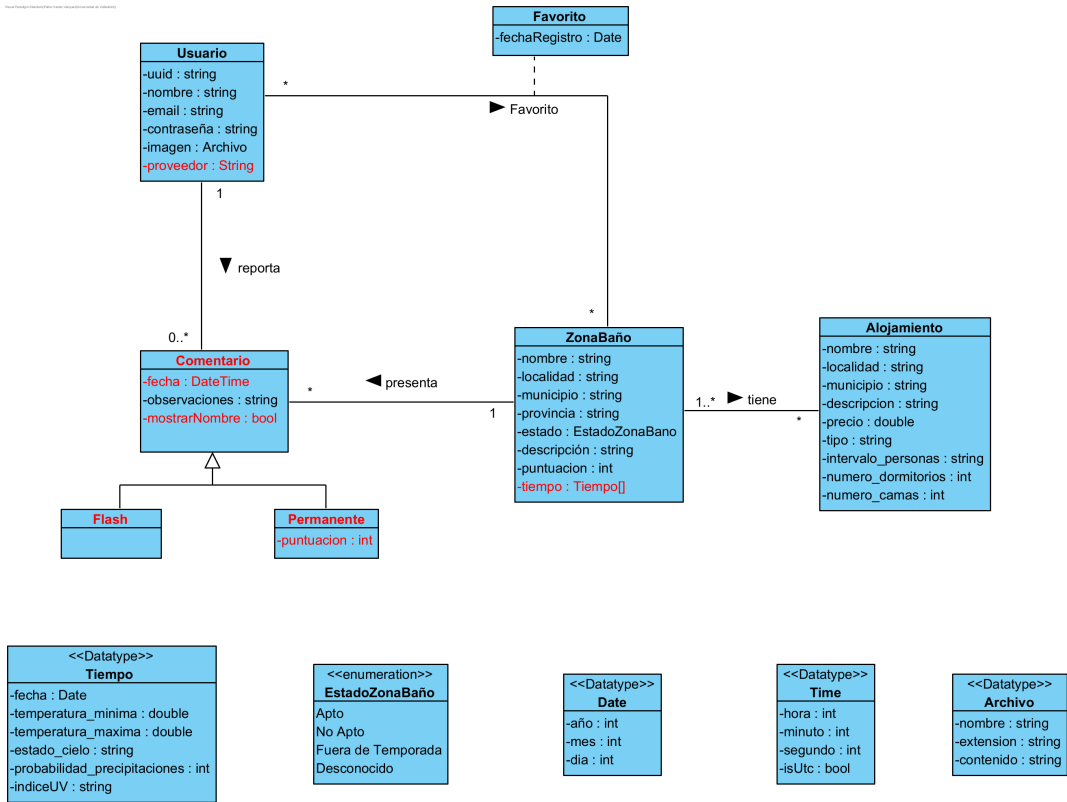 Favorito
-fechaRegistro : Date
Usuario
-uuid : string
-nombre : string
-email : string
-contraseña : string
-imagen : Archivo
-proveedor : String
*
Favorito
1
reporta
0..*
*
Comentario
-fecha : DateTime
-observaciones : string
-mostrarNombre : bool
*
presenta
1
ZonaBaño
-nombre : string
-localidad : string
-municipio : string
-provincia : string
-estado : EstadoZonaBano
-descripción : string
-puntuacion : int
-tiempo : Tiempo[]
1..*
tiene
*
Alojamiento
-nombre : string
-localidad : string
-municipio : string
-descripcion : string
-precio : double
-tipo : string
-intervalo_personas : string
-numero_dormitorios : int
-numero_camas : int
Flash
Permanente
-puntuacion : int
<<Datatype>>
Tiempo
-fecha : Date
-temperatura_minima : double
-temperatura_maxima : double
-estado_cielo : string
-probabilidad_precipitaciones : int
-indiceUV : string
<<enumeration>>
EstadoZonaBaño
Apto
No Apto
Fuera de Temporada
Desconocido
<<Datatype>>
Date
-año : int
-mes : int
-dia : int
<<Datatype>>
Time
-hora : int
-minuto : int
-segundo : int
-isUtc : bool
<<Datatype>>
Archivo
-nombre : string
-extension : string
-contenido : string